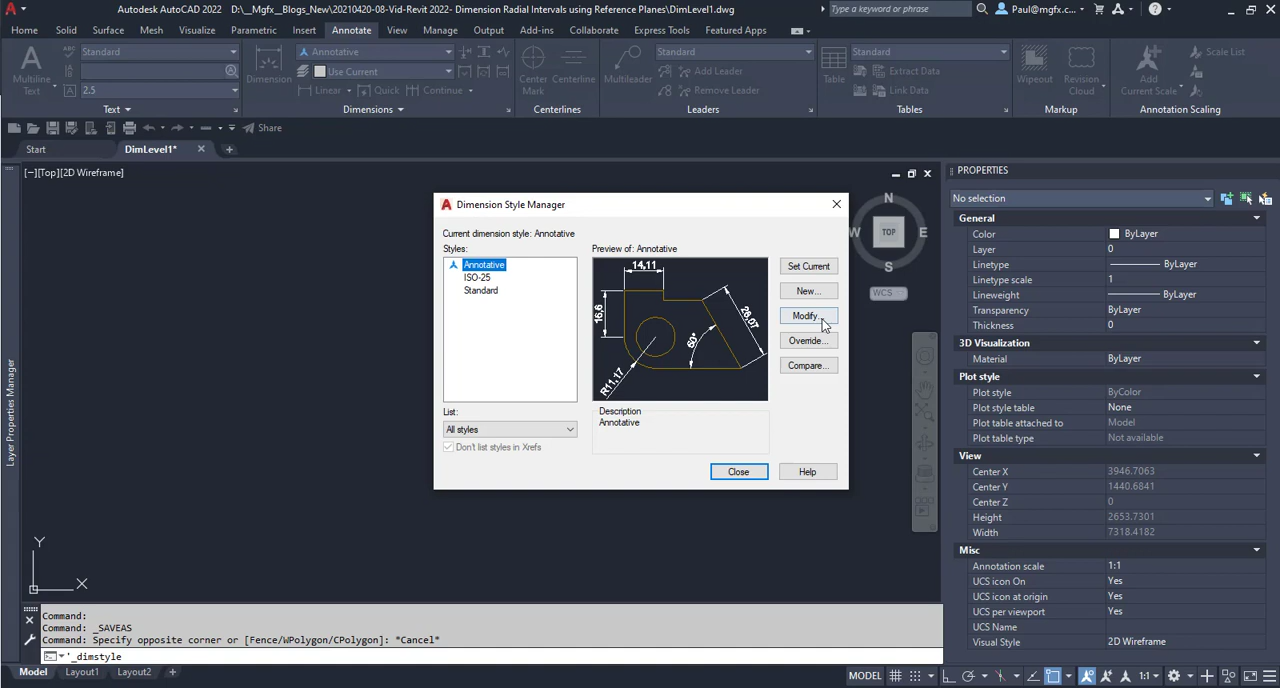 Autodesk AutoCAD 2022   D:\__Mgfx__Blogs_New\20210420-08-Vid-Revit 2022- Dimension Radial Intervals using Reference Planes\DimLevel1.dwg
Type a keyword or phrase
Paul@mgfx.c...
Home Solid Surface Mesh Visualize Parametric Insert Annotate View Manage Output Add-ins Collaborate Express Tools Featured Apps
Standard
Annotative
Standard
Standard
Scale List
Multiline
Text
Dimension
Use Current
Center
Mark
Centerline
Multileader
Add Leader
Table
Extract Data
Wipeout
Revision
Cloud
Add
Current Scale
2.5
Linear
Quick
Continue
Remove Leader
Link Data
Text
Dimensions
Centerlines
Leaders
Tables
Markup
Annotation Scaling
Share
Start
DimLevel1*
[−][Top][2D Wireframe]
PROPERTIES
No selection
General
Color ByLayer
Layer 0
Linetype ByLayer
Linetype scale 1
Lineweight ByLayer
Transparency ByLayer
Thickness 0
3D Visualization
Material ByLayer
Plot style
Plot style ByColor
Plot style table None
Plot table attached to Model
Plot table type Not available
View
Center X 3946.7063
Center Y 1440.6841
Center Z 0
Height 2653.7301
Width 7318.4182
Misc
Annotation scale 1:1
UCS icon On Yes
UCS icon at origin Yes
UCS per viewport Yes
UCS Name
Visual Style 2D Wireframe
N
W
TOP
E
S
WCS
Layer Properties Manager
Dimension Style Manager
Current dimension style: Annotative
Styles:
Annotative
ISO-25
Standard
Preview of: Annotative
14,11
16,6
26,07
60°
R11,17
Set Current
New...
Modify...
Override...
Compare...
List:
All styles
Don't list styles in Xrefs
Description
Annotative
Close
Help
Y
X
Command:
Command: _SAVEAS
Command: Specify opposite corner or [Fence/WPolygon/CPolygon]: *Cancel*
'_dimstyle
Model Layout1 Layout2
MODEL
1:1